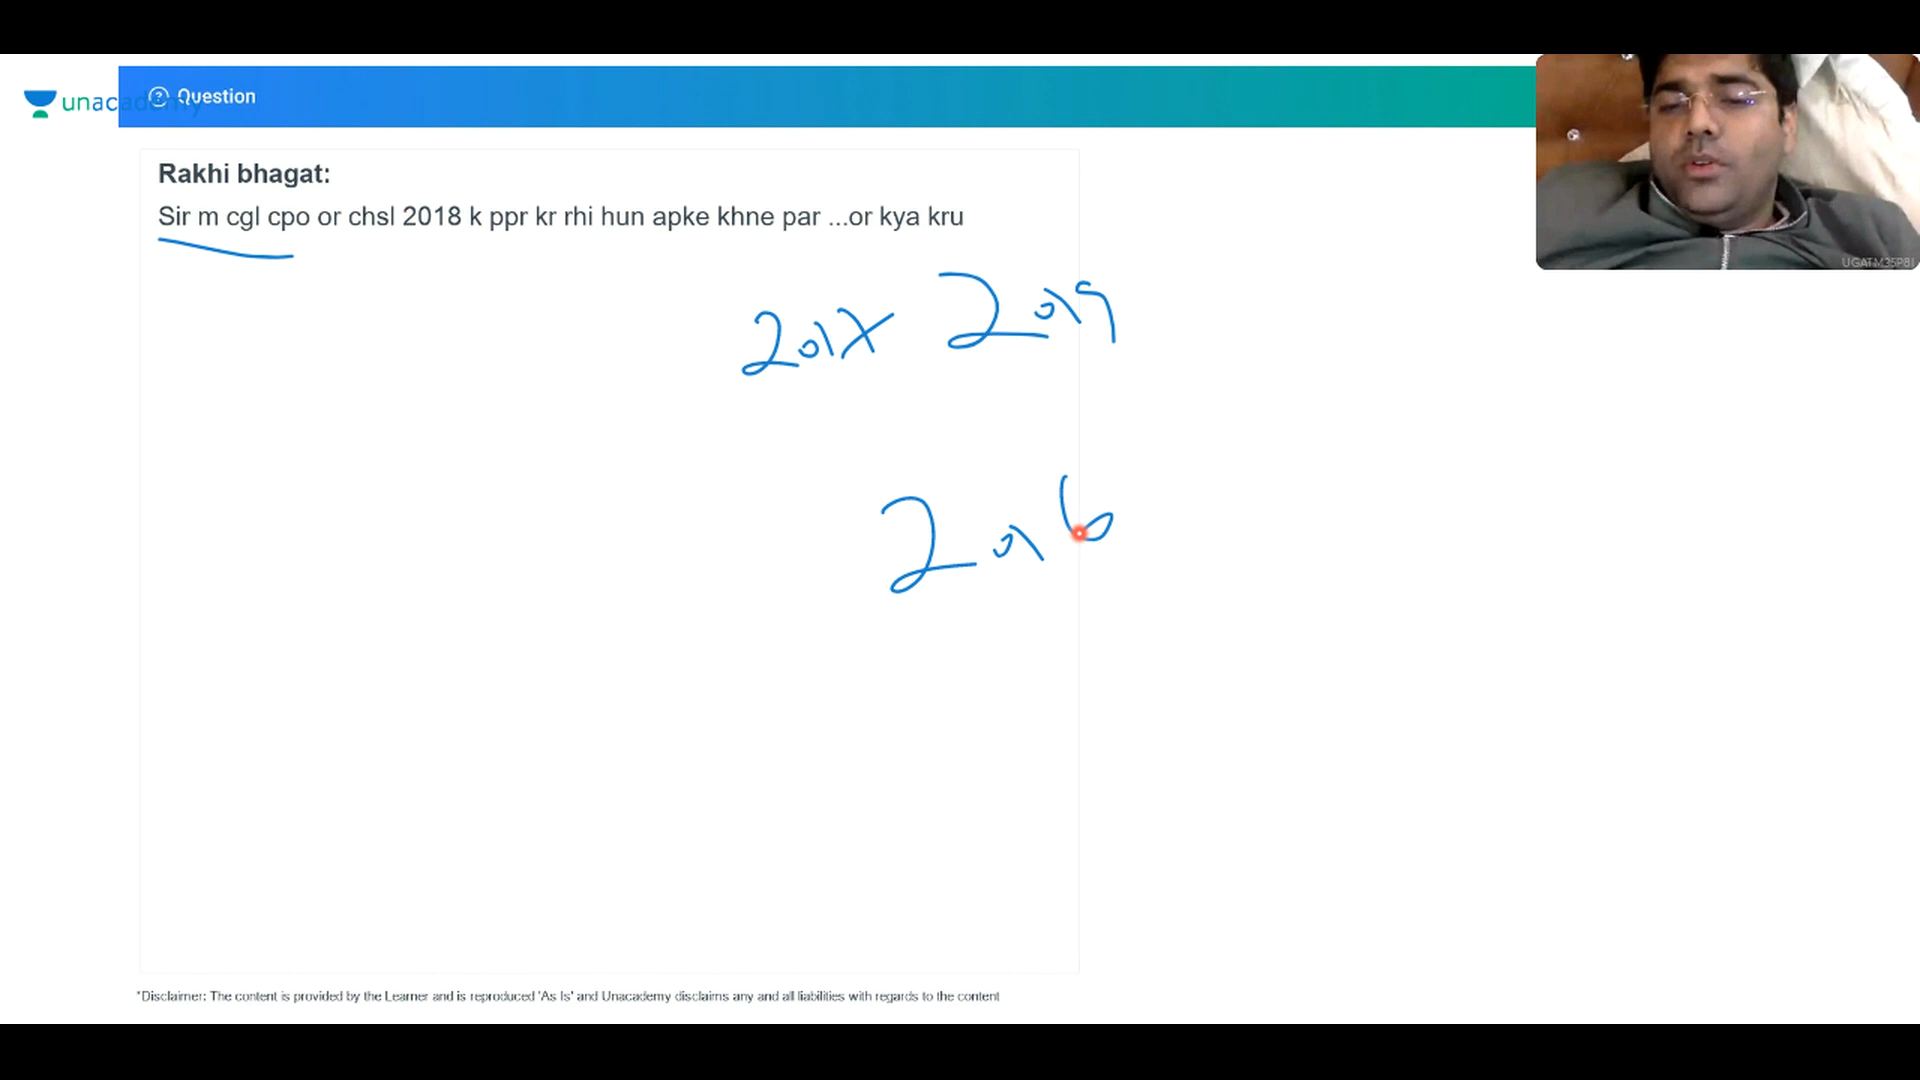 unacademy
Question
Rakhi bhagat:
Sir m cgl cpo or chsl 2018 k ppr kr rhi hun apke khne par ...or kya kru
2017 2019
2016
UGATM35P8I
*Disclaimer: The content is provided by the Learner and is reproduced 'As Is' and Unacademy disclaims any and all liabilities with regards to the content